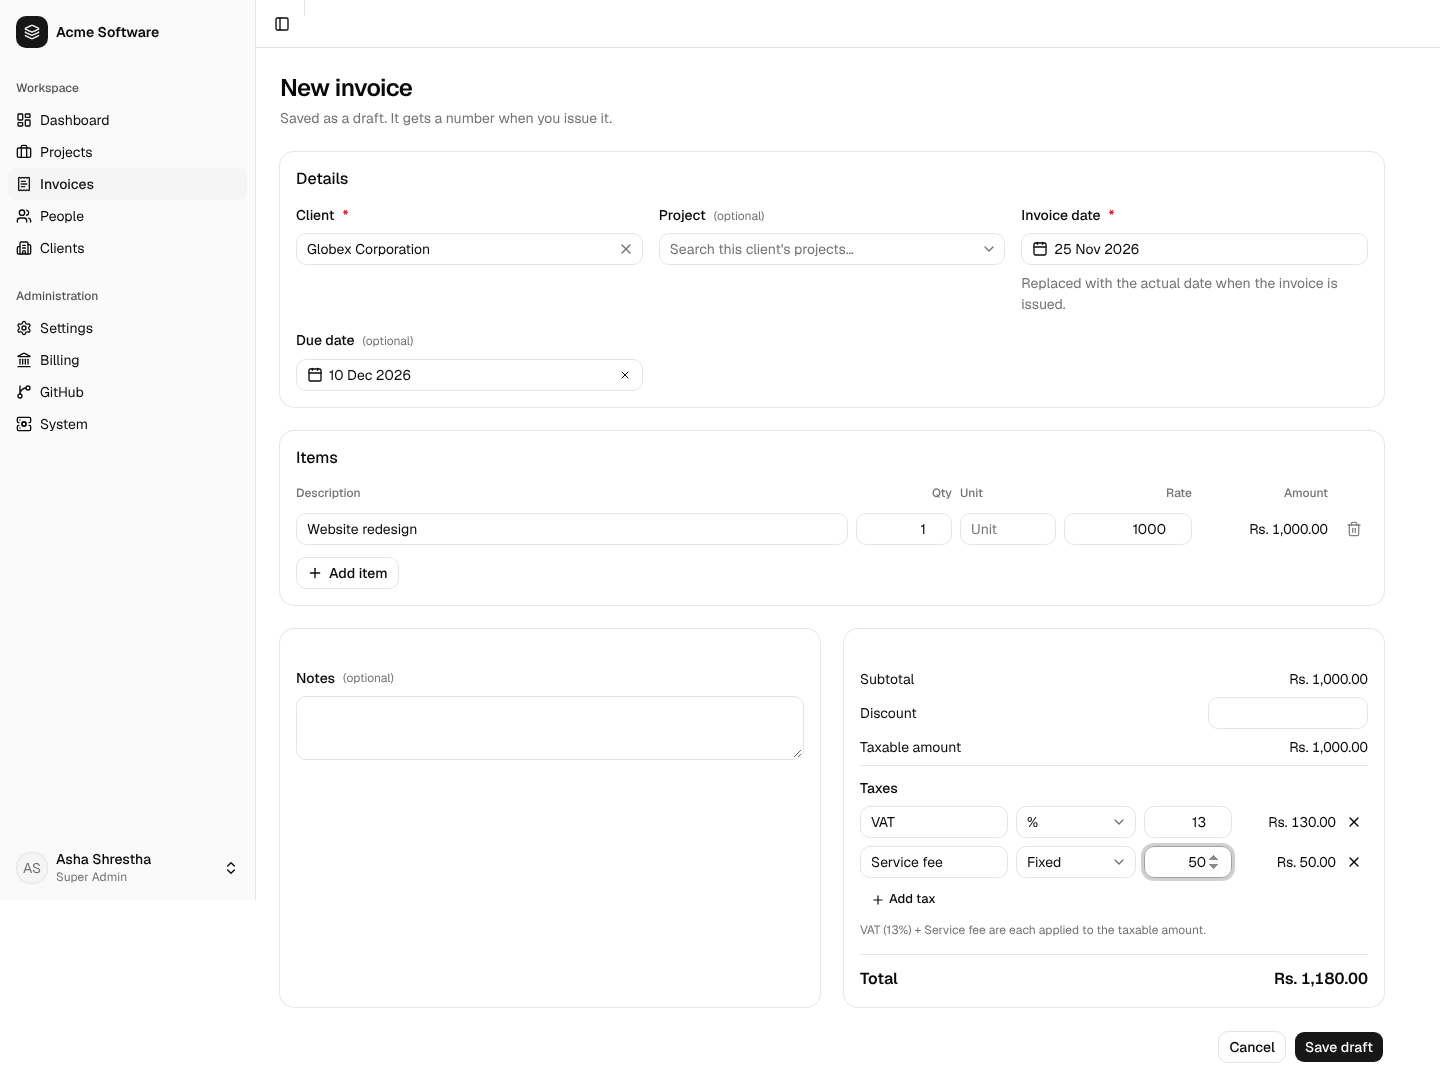 Acme Software
Workspace
Dashboard
Projects
Invoices
People
Clients
Administration
Settings
Billing
GitHub
System
AS
Asha Shrestha
Super Admin
New invoice
Saved as a draft. It gets a number when you issue it.
Details
Client *
Globex Corporation
Project (optional)
Search this client's projects...
Invoice date *
25 Nov 2026
Replaced with the actual date when the invoice is
issued.
Due date (optional)
10 Dec 2026
Items
Description Qty Unit Rate Amount
Website redesign 1 Unit 1000 Rs. 1,000.00
Add item
Notes (optional)
Subtotal Rs. 1,000.00
Discount
Taxable amount Rs. 1,000.00
Taxes
VAT % 13 Rs. 130.00
Service fee Fixed 50 Rs. 50.00
Add tax
VAT (13%) + Service fee are each applied to the taxable amount.
Total Rs. 1,180.00
Cancel Save draft